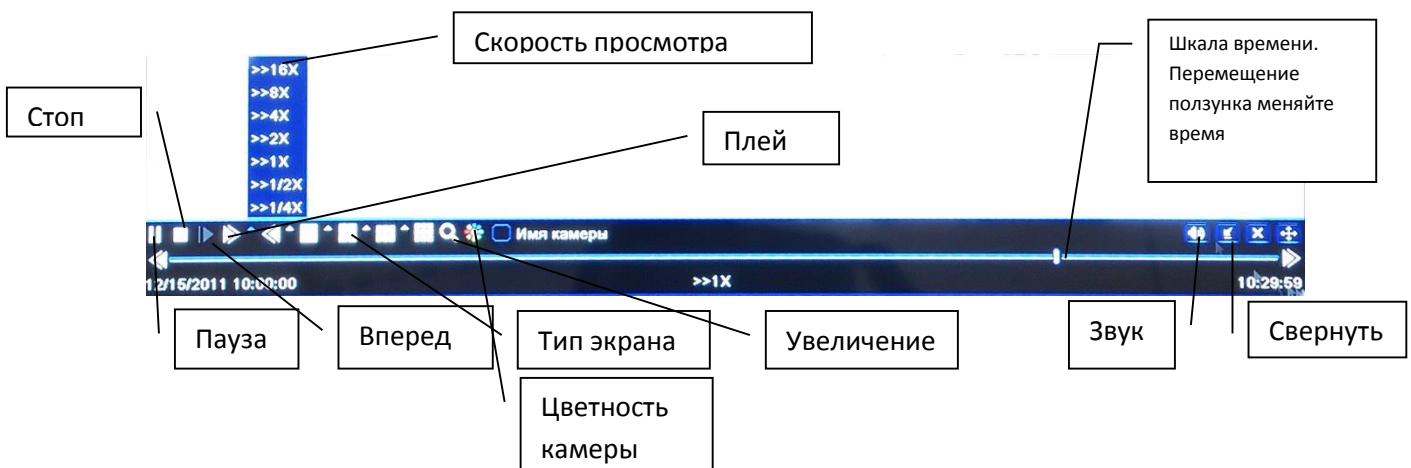 Скорость просмотра
Шкала времени.
Перемещение
ползунка меняйте
время
>>16X
>>8X
>>4X
>>2X
>>1X
>>1/2X
>>1/4X
Стоп
Плей
Имя камеры
12/15/2011 10:00:00
>>1X
10:29:59
Пауза
Вперед
Тип экрана
Увеличение
Звук
Свернуть
Цветность
камеры